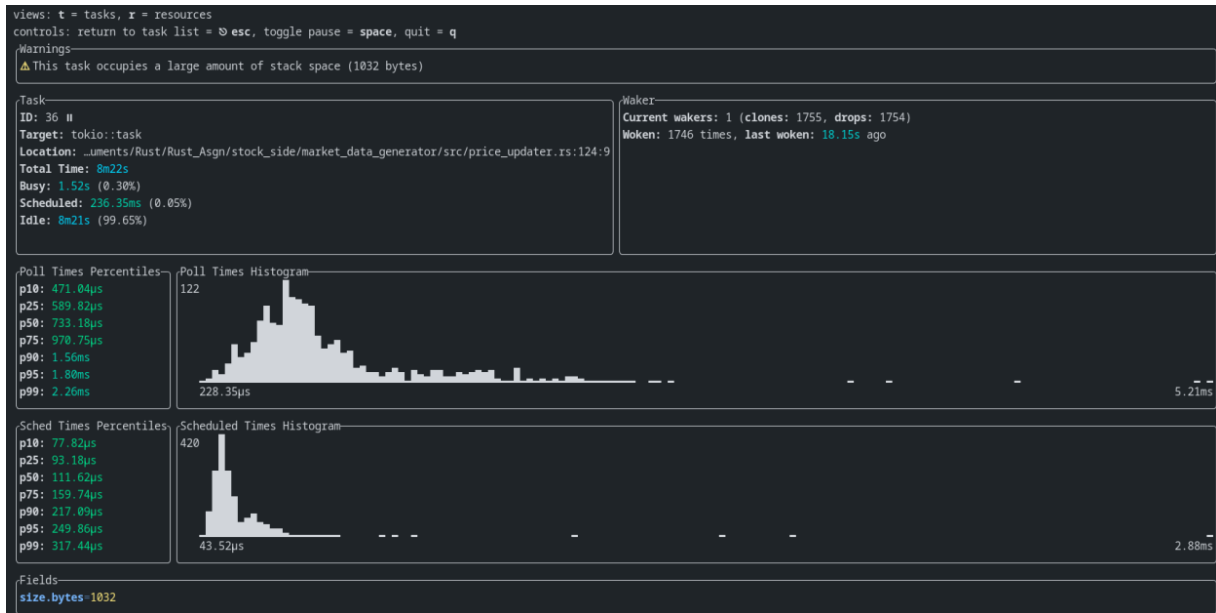 views: t = tasks, r = resources
controls: return to task list = ⎋ esc, toggle pause = space, quit = q
Warnings
⚠ This task occupies a large amount of stack space (1032 bytes)
Task
ID: 36 ⏸
Target: tokio::task
Location: …uments/Rust/Rust_Asgn/stock_side/market_data_generator/src/price_updater.rs:124:9
Total Time: 8m22s
Busy: 1.52s (0.30%)
Scheduled: 236.35ms (0.05%)
Idle: 8m21s (99.65%)
Waker
Current wakers: 1 (clones: 1755, drops: 1754)
Woken: 1746 times, last woken: 18.15s ago
Poll Times Percentiles
p10: 471.04µs
p25: 589.82µs
p50: 733.18µs
p75: 970.75µs
p90: 1.56ms
p95: 1.80ms
p99: 2.26ms
Poll Times Histogram
122
228.35µs 5.21ms
Sched Times Percentiles
p10: 77.82µs
p25: 93.18µs
p50: 111.62µs
p75: 159.74µs
p90: 217.09µs
p95: 249.86µs
p99: 317.44µs
Scheduled Times Histogram
420
43.52µs 2.88ms
Fields
size.bytes=1032